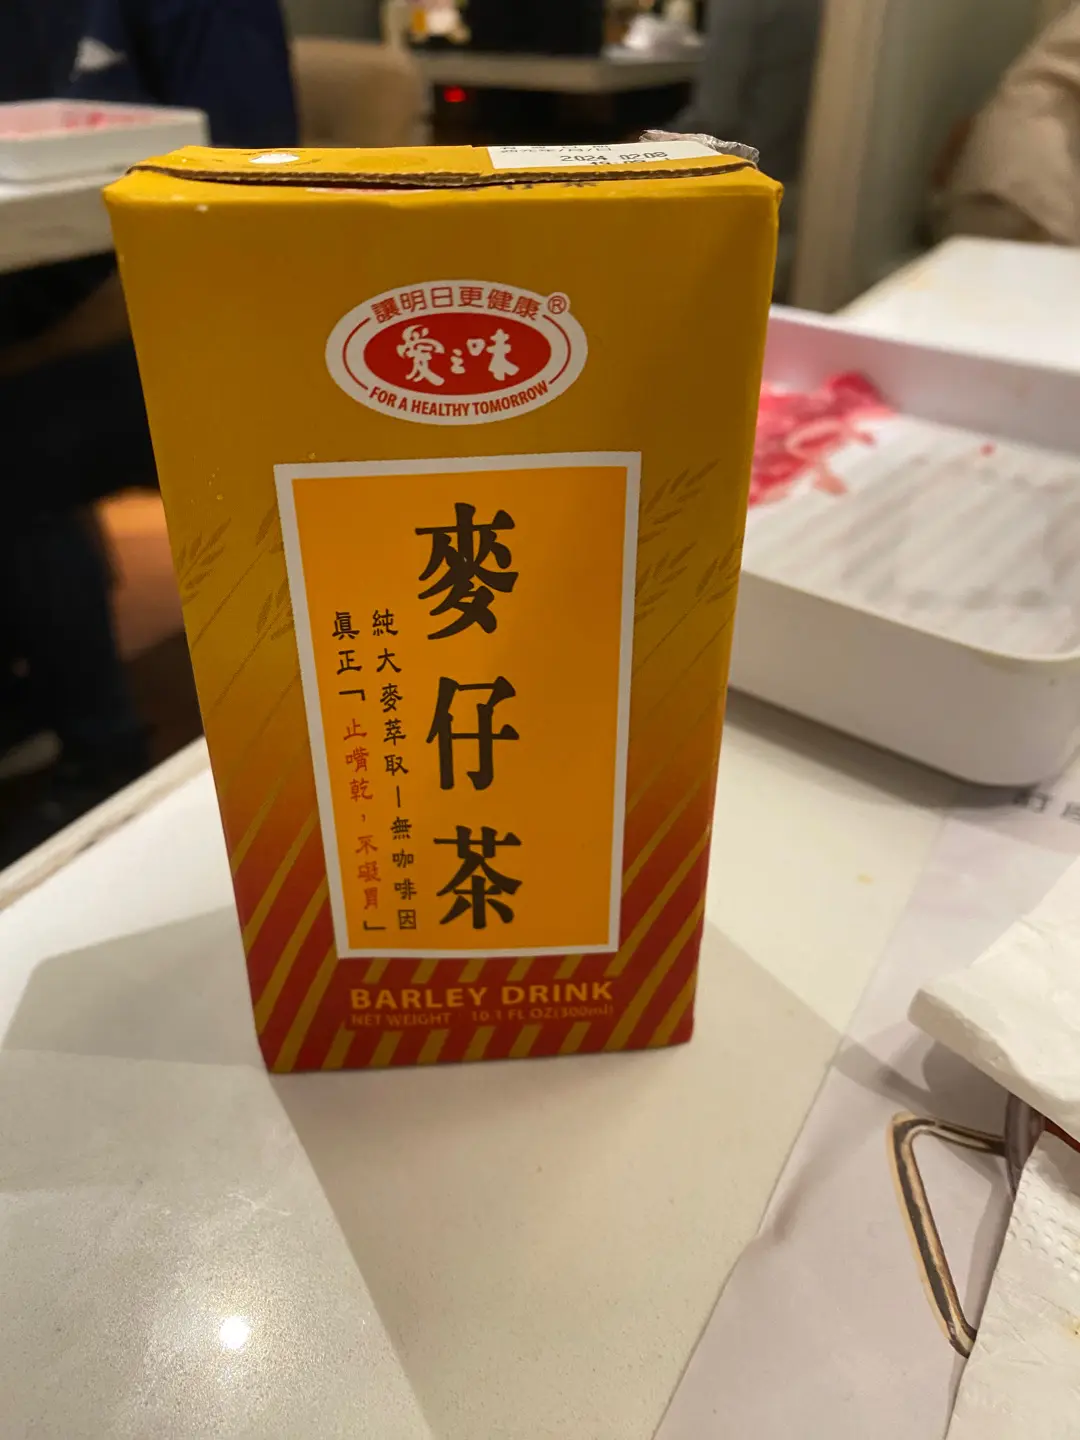 2024 0208
讓明日更健康®
愛之味
FOR A HEALTHY TOMORROW
麥仔茶
純大麥萃取—無咖啡因
真正「止嘴乾，不礙胃」
BARLEY DRINK
NET WEIGHT 10.1 FL OZ(300ml)